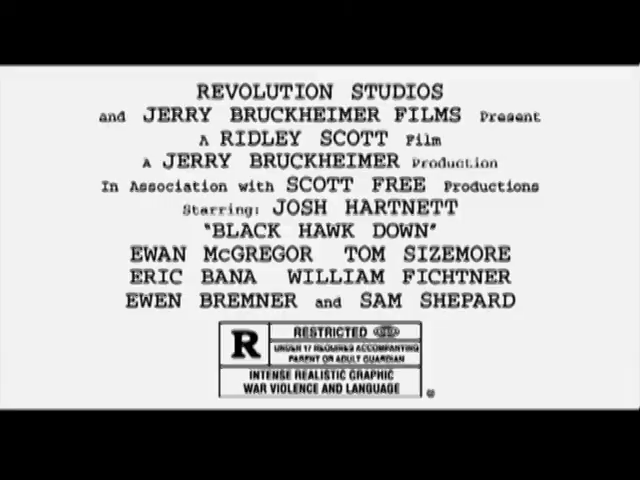 REVOLUTION STUDIOS
and JERRY BRUCKHEIMER FILMS Present
A RIDLEY SCOTT Film
A JERRY BRUCKHEIMER Production
In Association with SCOTT FREE Productions
Starring: JOSH HARTNETT
"BLACK HAWK DOWN"
EWAN McGREGOR TOM SIZEMORE
ERIC BANA WILLIAM FICHTNER
EWEN BREMNER and SAM SHEPARD
R RESTRICTED
UNDER 17 REQUIRES ACCOMPANYING
PARENT OR ADULT GUARDIAN
INTENSE REALISTIC GRAPHIC
WAR VIOLENCE AND LANGUAGE